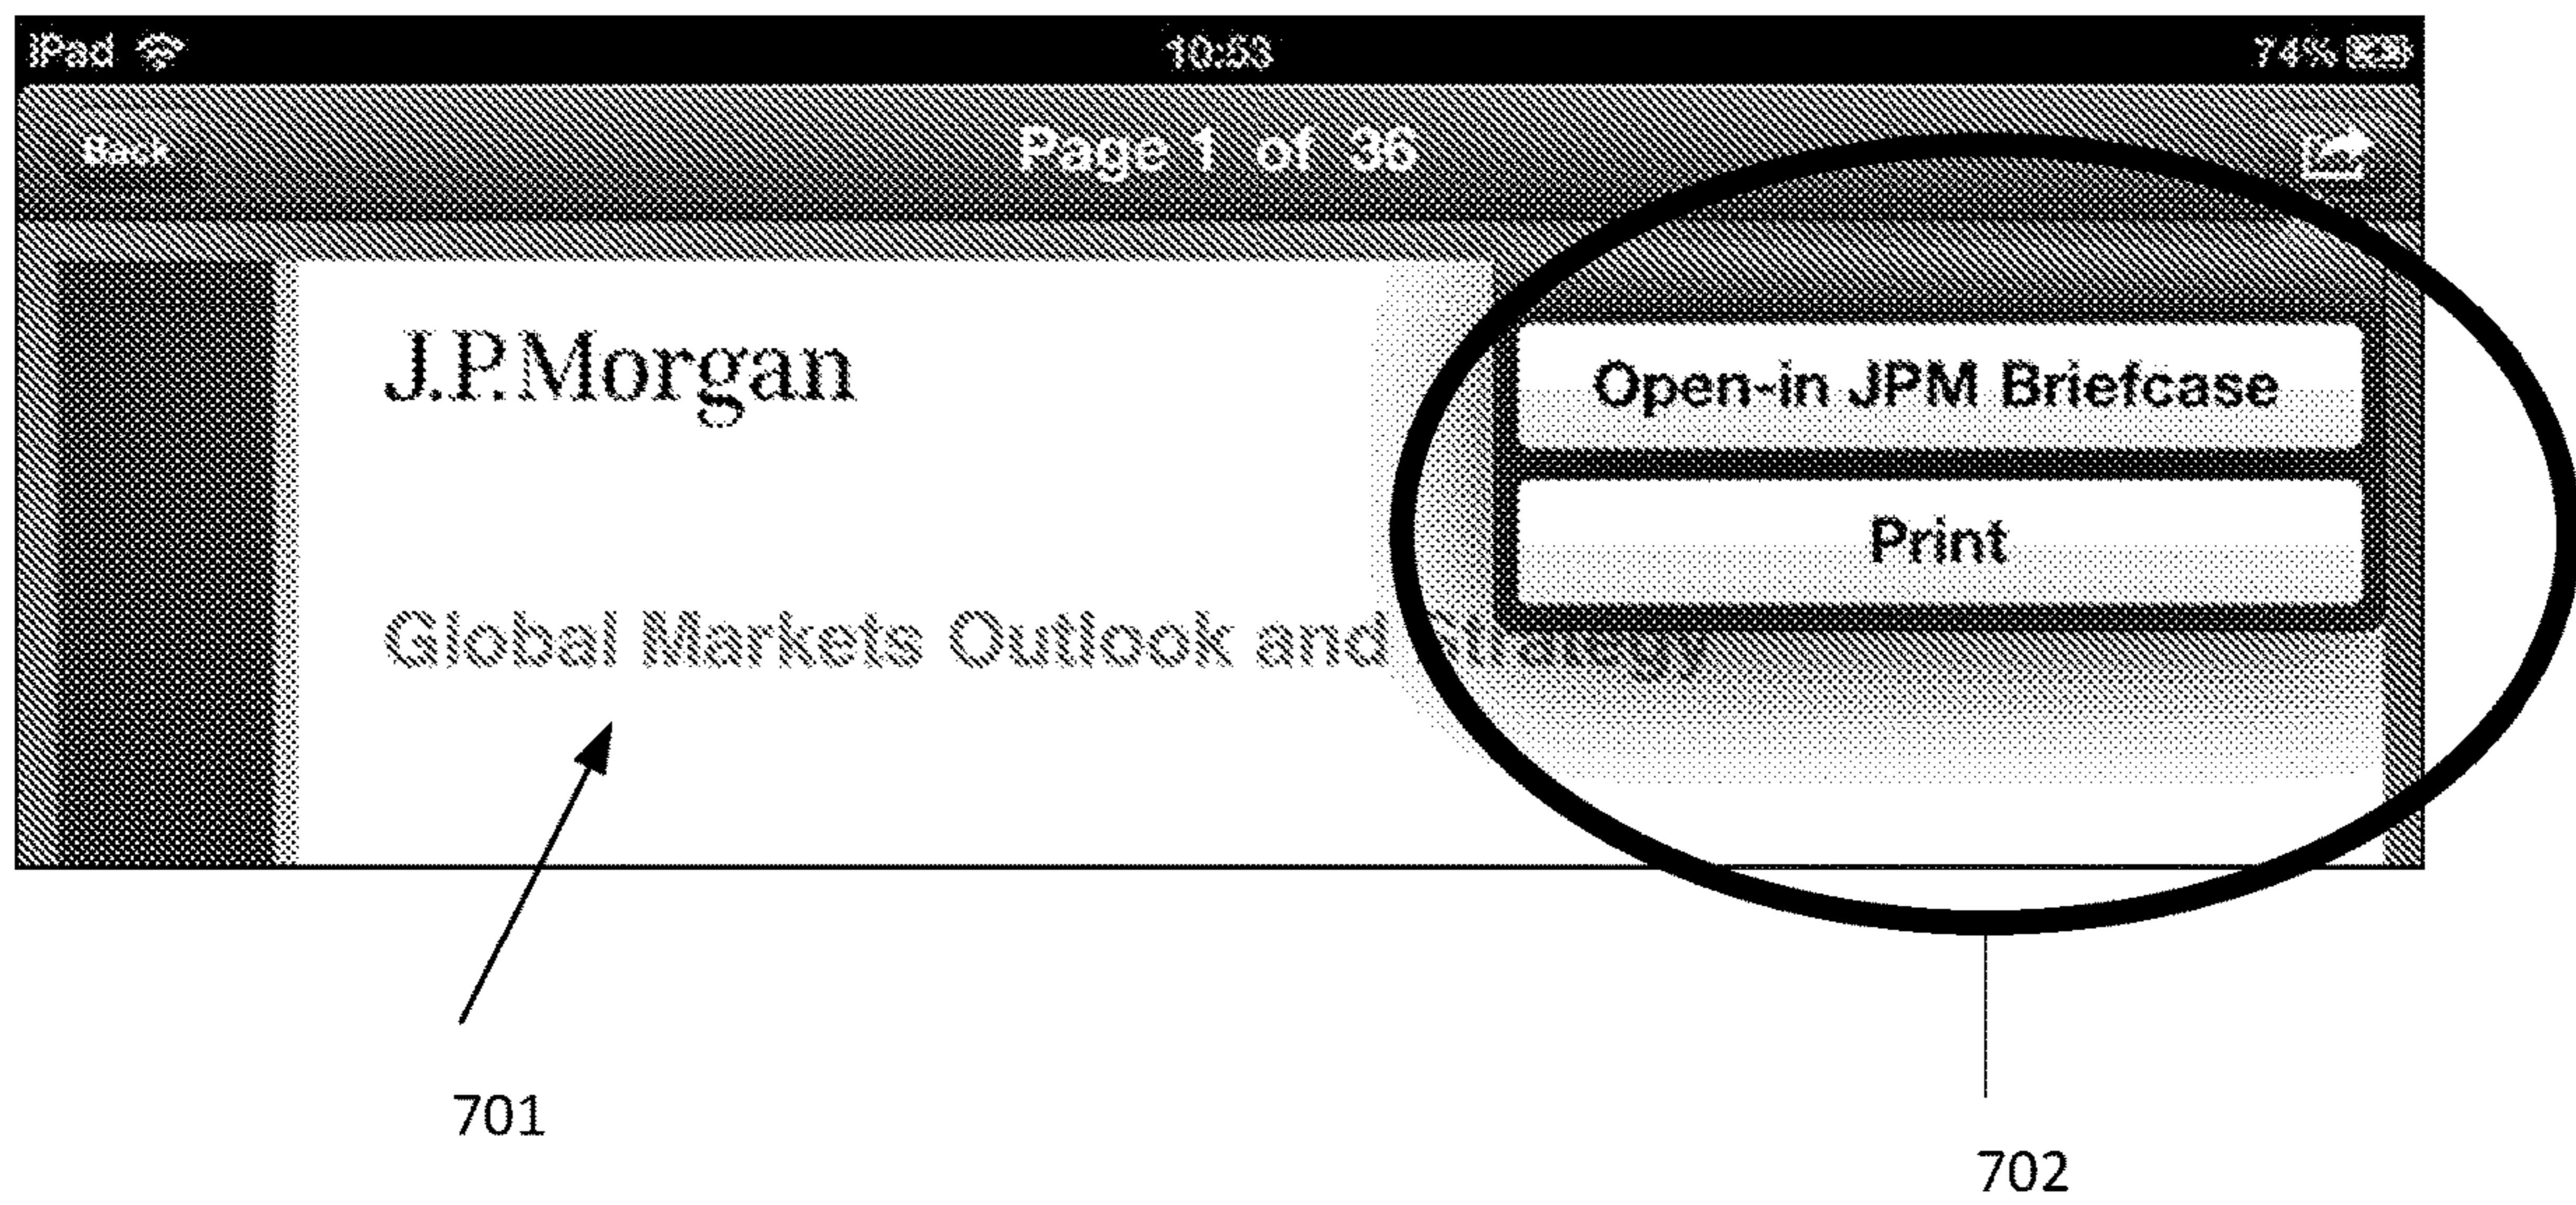 iPad 10:53 74%
Back Page 1 of 36
J.P.Morgan
Open-in JPM Briefcase
Print
Global Markets Outlook and Strategy
701
702